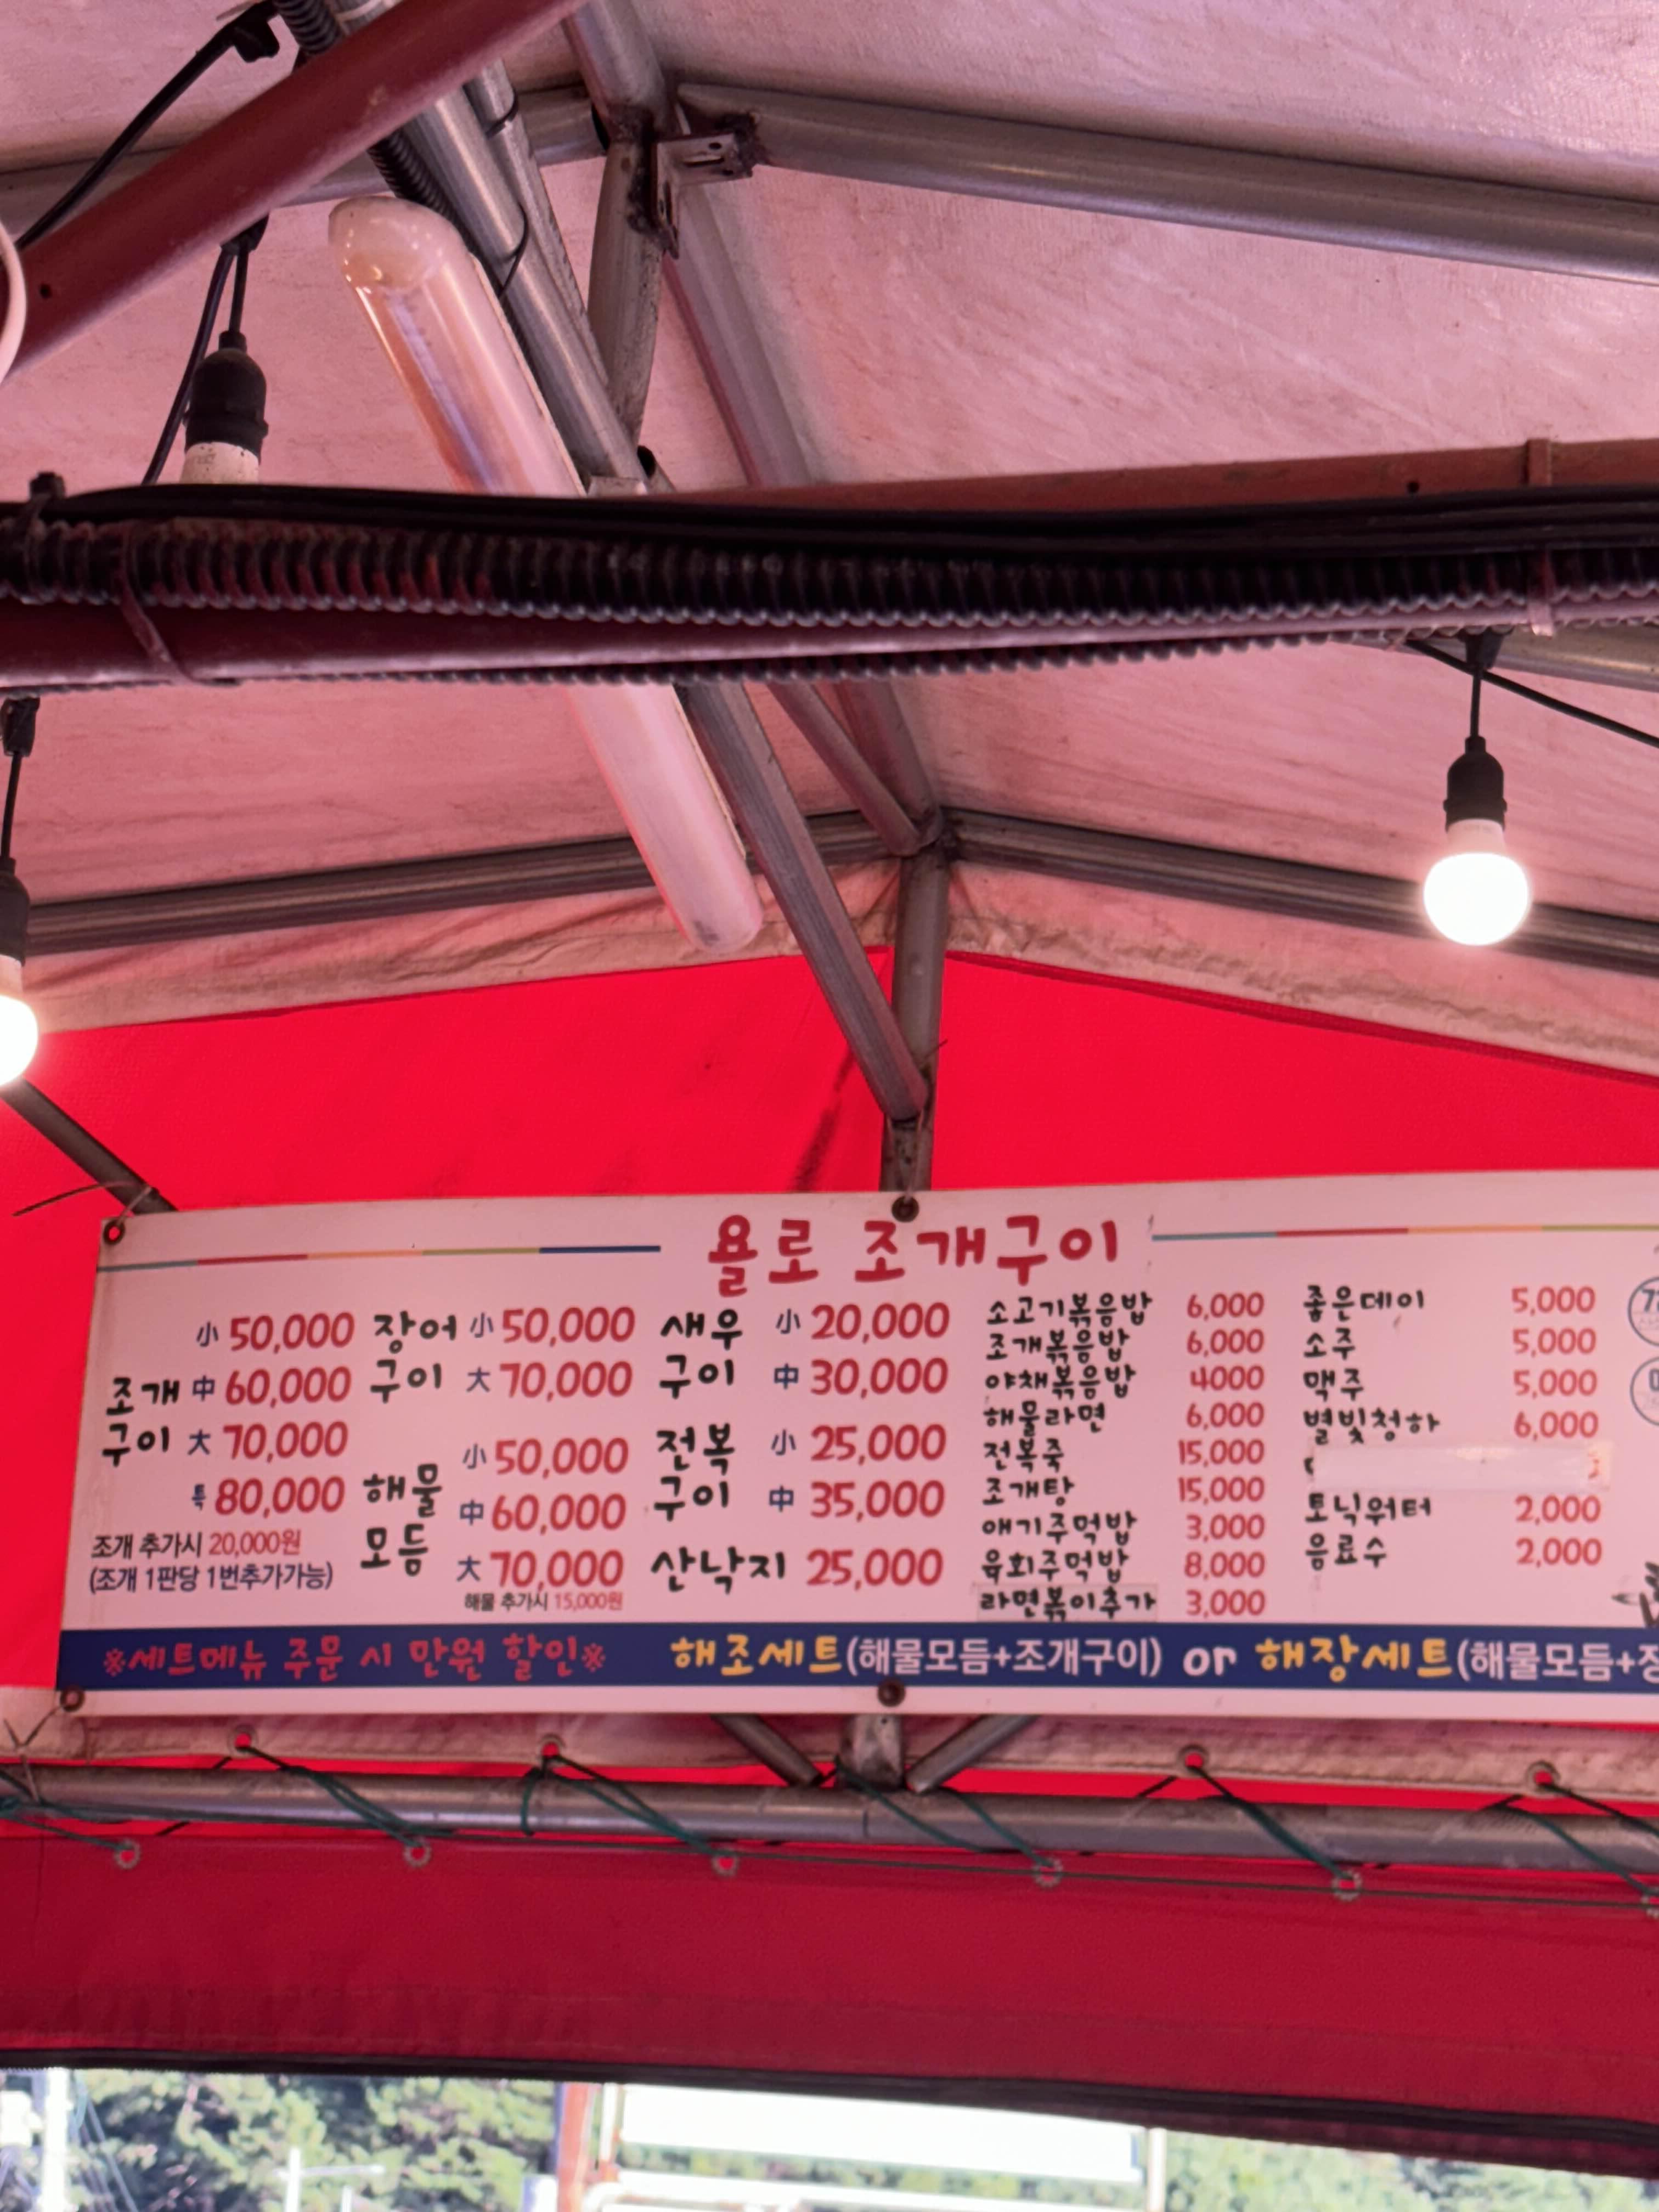 욜로 조개구이
조개구이
小 50,000
中 60,000
大 70,000
특 80,000
조개 추가시 20,000원
(조개 1판당 1번추가가능)
장어구이
小 50,000
大 70,000
해물모듬
小 50,000
中 60,000
大 70,000
해물 추가시 15,000원
새우구이
小 20,000
中 30,000
전복구이
小 25,000
中 35,000
산낙지 25,000
소고기볶음밥 6,000
조개볶음밥 6,000
야채볶음밥 4000
해물라면 6,000
전복죽 15,000
조개탕 15,000
애기주먹밥 3,000
육회주먹밥 8,000
라면볶이추가 3,000
좋은데이 5,000
소주 5,000
맥주 5,000
별빛청하 6,000
토닉워터 2,000
음료수 2,000
※세트메뉴 주문 시 만원 할인※ 해조세트(해물모듬+조개구이) or 해장세트(해물모듬+장